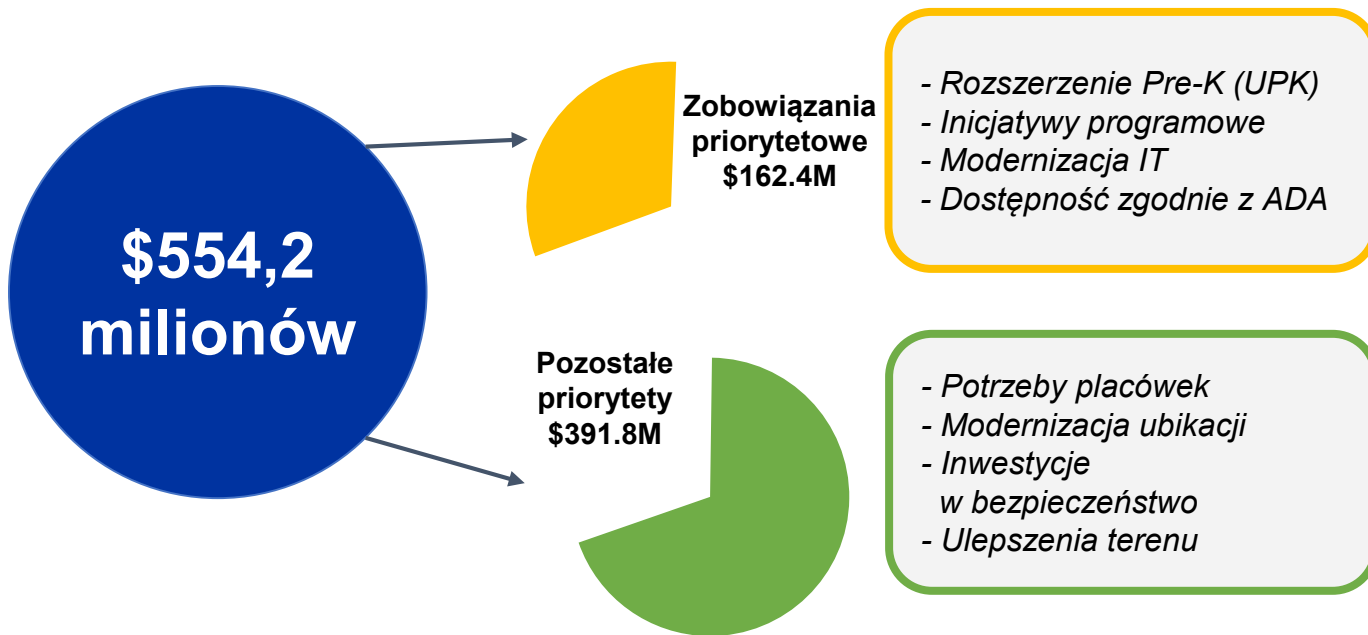 $554,2
milionów
Zobowiązania
priorytetowe
$162.4M
- Rozszerzenie Pre-K (UPK)
- Inicjatywy programowe
- Modernizacja IT
- Dostępność zgodnie z ADA
Pozostałe
priorytety
$391.8M
- Potrzeby placówek
- Modernizacja ubikacji
- Inwestycje
w bezpieczeństwo
- Ulepszenia terenu